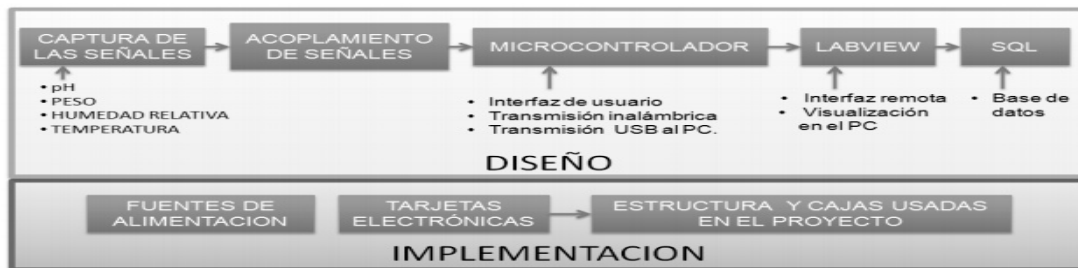 CAPTURA DE
LAS SEÑALES
ACOPLAMIENTO
DE SEÑALES
MICROCONTROLADOR
LABVIEW
SQL
• pH
• PESO
• HUMEDAD RELATIVA
• TEMPERATURA
• Interfaz de usuario
• Transmisión inalámbrica
• Transmisión USB al PC.
• Interfaz remota
• Visualización
en el PC
• Base de
datos
DISEÑO
FUENTES DE
ALIMENTACION
TARJETAS
ELECTRÓNICAS
ESTRUCTURA Y CAJAS USADAS
EN EL PROYECTO
IMPLEMENTACION